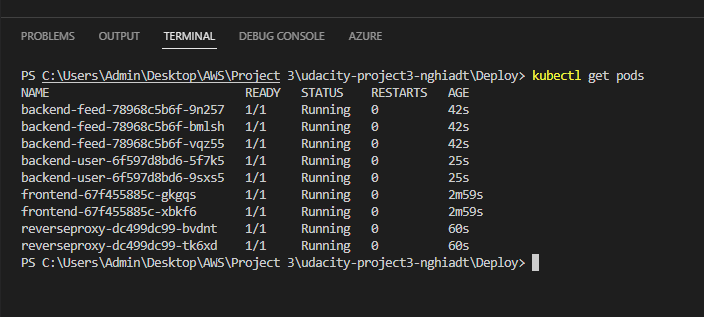 PROBLEMS OUTPUT TERMINAL DEBUG CONSOLE AZURE
PS C:\Users\Admin\Desktop\AWS\Project 3\udacity-project3-nghiadt\Deploy> kubectl get pods
NAME READY STATUS RESTARTS AGE
backend-feed-78968c5b6f-9n257 1/1 Running 0 42s
backend-feed-78968c5b6f-bmlsh 1/1 Running 0 42s
backend-feed-78968c5b6f-vqz55 1/1 Running 0 42s
backend-user-6f597d8bd6-5f7k5 1/1 Running 0 25s
backend-user-6f597d8bd6-9sxs5 1/1 Running 0 25s
frontend-67f455885c-gkgqs 1/1 Running 0 2m59s
frontend-67f455885c-xbkf6 1/1 Running 0 2m59s
reverseproxy-dc499dc99-bvdnt 1/1 Running 0 60s
reverseproxy-dc499dc99-tk6xd 1/1 Running 0 60s
PS C:\Users\Admin\Desktop\AWS\Project 3\udacity-project3-nghiadt\Deploy>